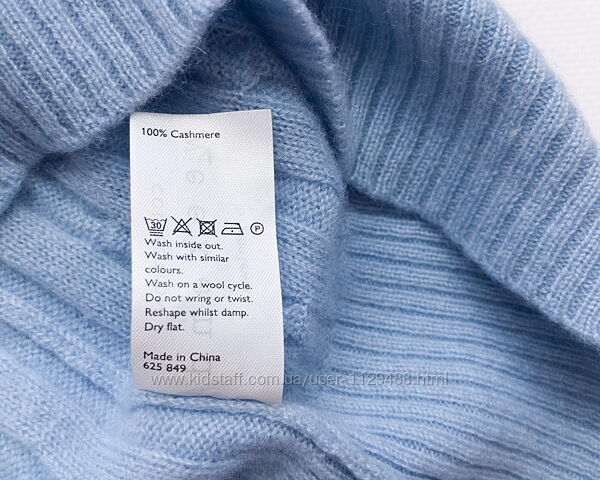 100% Cashmere
30
P
Wash inside out.
Wash with similar
colours.
Wash on a wool cycle.
Do not wring or twist.
Reshape whilst damp.
Dry flat.
Made in China
625 849
www.kidstaff.com.ua/user-1129488.html